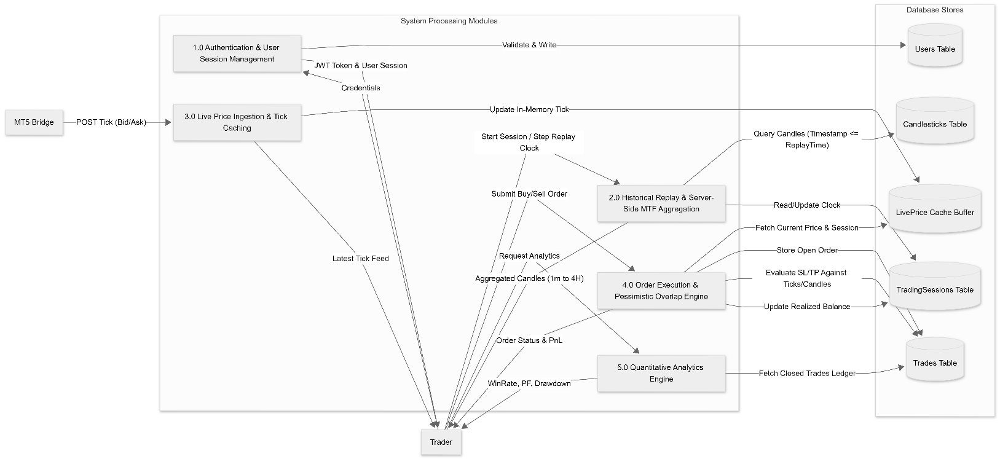 System Processing Modules
Database Stores
1.0 Authentication & User
Session Management
Validate & Write
Users Table
JWT Token & User Session
Credentials
MT5 Bridge
POST Tick (Bid/Ask)
3.0 Live Price Ingestion & Tick
Caching
Update In-Memory Tick
Candlesticks Table
Start Session / Step Replay
Clock
Query Candles (Timestamp <=
ReplayTime)
Submit Buy/Sell Order
2.0 Historical Replay & Server-
Side MTF Aggregation
Read/Update Clock
LivePrice Cache Buffer
Fetch Current Price & Session
Latest Tick Feed
Request Analytics
Store Open Order
Aggregated Candles (1m to 4H)
4.0 Order Execution &
Pessimistic Overlap Engine
Evaluate SL/TP Against
Ticks/Candles
TradingSessions Table
Update Realized Balance
Order Status & PnL
5.0 Quantitative Analytics
Engine
Fetch Closed Trades Ledger
Trades Table
WinRate, PF, Drawdown
Trader